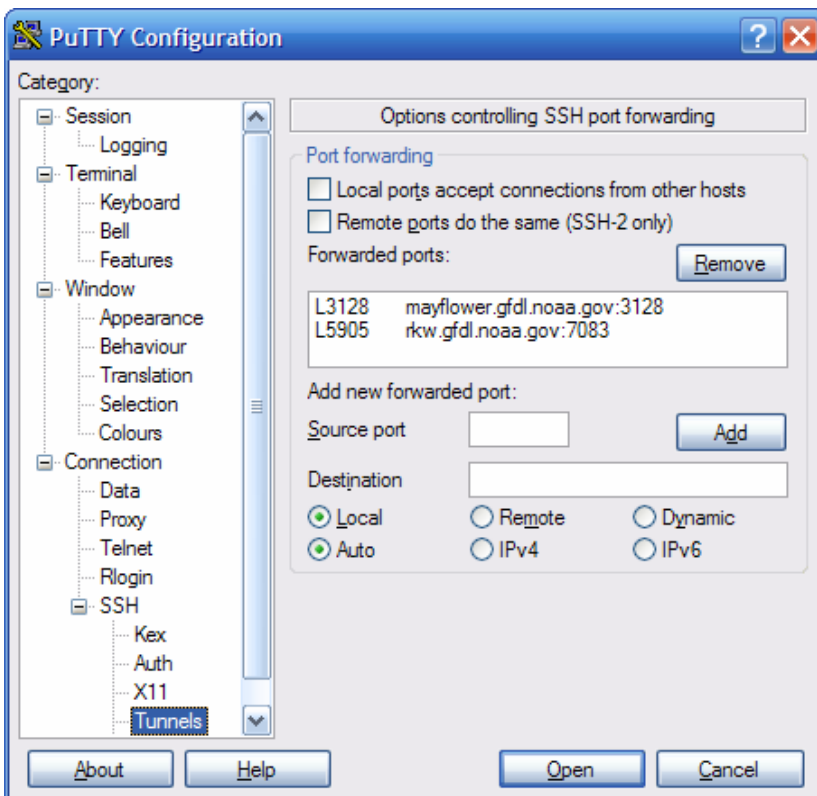 PuTTY Configuration
Category:
Session
Logging
Terminal
Keyboard
Bell
Features
Window
Appearance
Behaviour
Translation
Selection
Colours
Connection
Data
Proxy
Telnet
Rlogin
SSH
Kex
Auth
X11
Tunnels
Options controlling SSH port forwarding
Port forwarding
Local ports accept connections from other hosts
Remote ports do the same (SSH-2 only)
Forwarded ports:
Remove
L3128 mayflower.gfdl.noaa.gov:3128
L5905 rkw.gfdl.noaa.gov:7083
Add new forwarded port:
Source port
Add
Destination
Local Remote Dynamic
Auto IPv4 IPv6
About Help Open Cancel